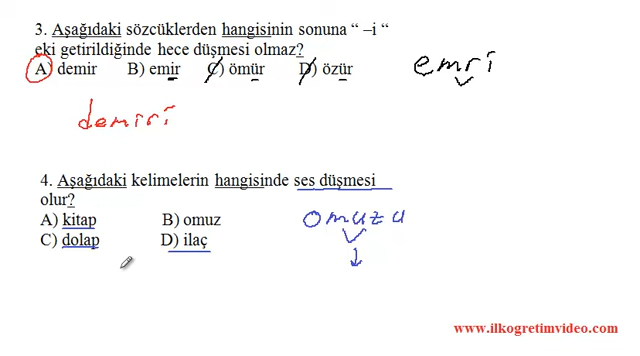 3. Aşağıdaki sözcüklerden hangisinin sonuna “ –i “
eki getirildiğinde hece düşmesi olmaz?
A) demir B) emir C) ömür D) özür
emri
demiri
4. Aşağıdaki kelimelerin hangisinde ses düşmesi
olur?
A) kitap B) omuz
C) dolap D) ilaç
omuzu
www.ilkogretimvideo.com